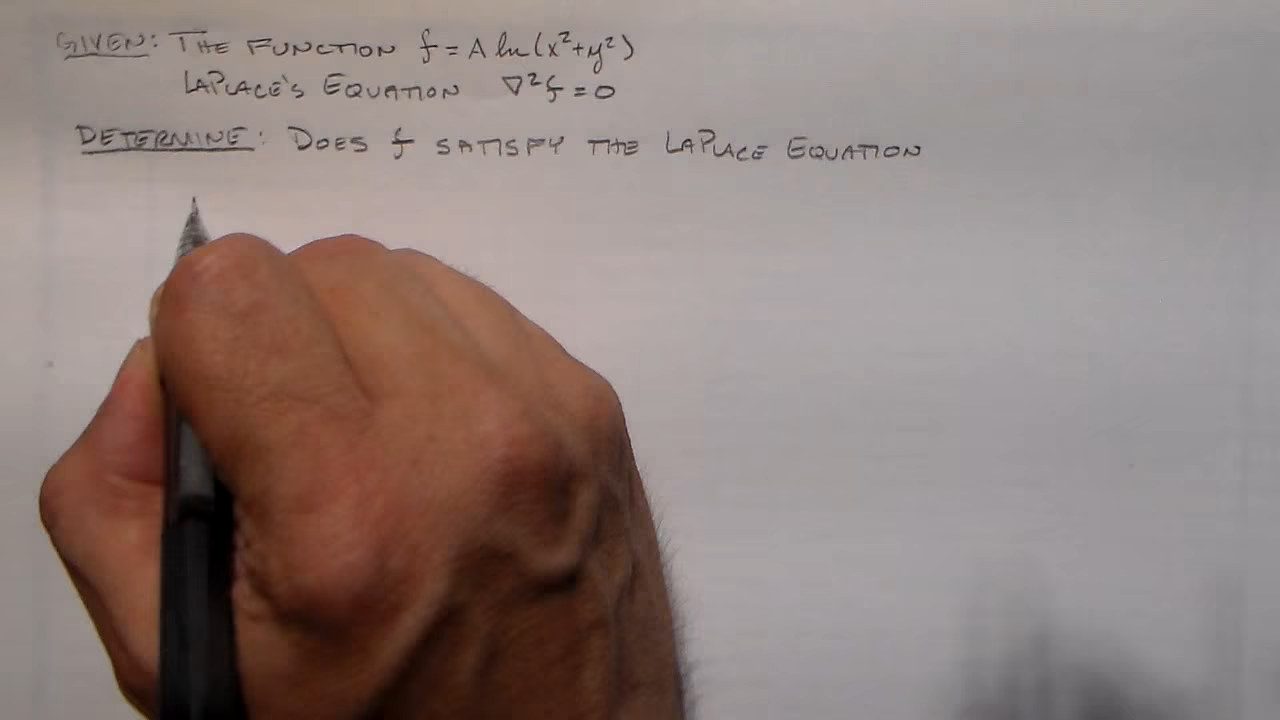 GIVEN: THE FUNCTION f = A ln(x²+y²)
LAPLACE'S EQUATION ∇²f = 0
DETERMINE: DOES f SATISFY THE LAPLACE EQUATION